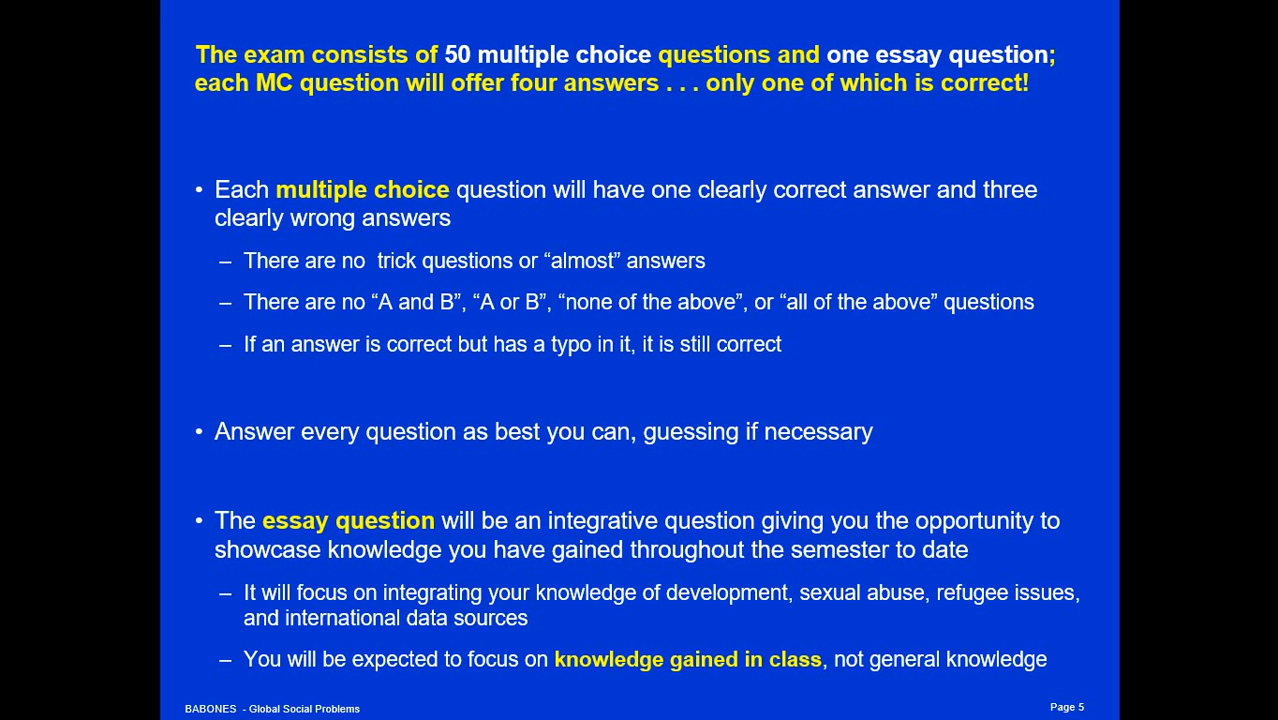 The exam consists of 50 multiple choice questions and one essay question;
each MC question will offer four answers . . . only one of which is correct!
• Each multiple choice question will have one clearly correct answer and three
clearly wrong answers
– There are no  trick questions or “almost” answers
– There are no “A and B”, “A or B”, “none of the above”, or “all of the above” questions
– If an answer is correct but has a typo in it, it is still correct
• Answer every question as best you can, guessing if necessary
• The essay question will be an integrative question giving you the opportunity to
showcase knowledge you have gained throughout the semester to date
– It will focus on integrating your knowledge of development, sexual abuse, refugee issues,
and international data sources
– You will be expected to focus on knowledge gained in class, not general knowledge
BABONES  - Global Social Problems
Page 5